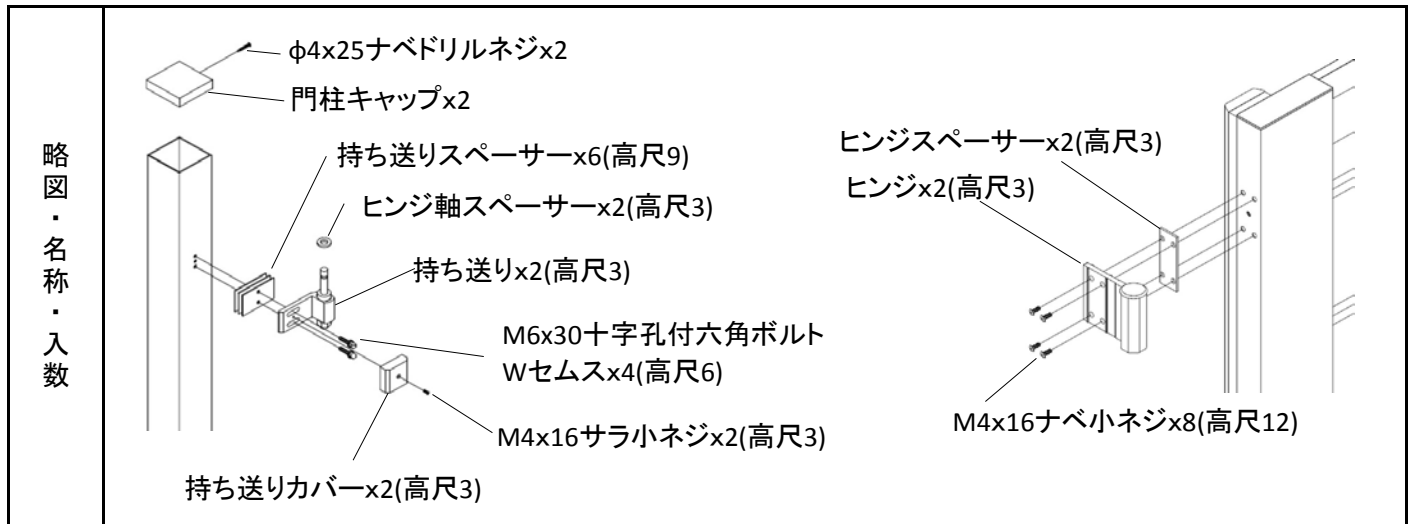 略図・名称・入数
φ4x25ナベドリルネジx2
門柱キャップx2
持ち送りスペーサーx6(高尺9)
ヒンジ軸スペーサーx2(高尺3)
持ち送りx2(高尺3)
M6x30十字孔付六角ボルト
Wセムスx4(高尺6)
M4x16サラ小ネジx2(高尺3)
持ち送りカバーx2(高尺3)
ヒンジスペーサーx2(高尺3)
ヒンジx2(高尺3)
M4x16ナベ小ネジx8(高尺12)